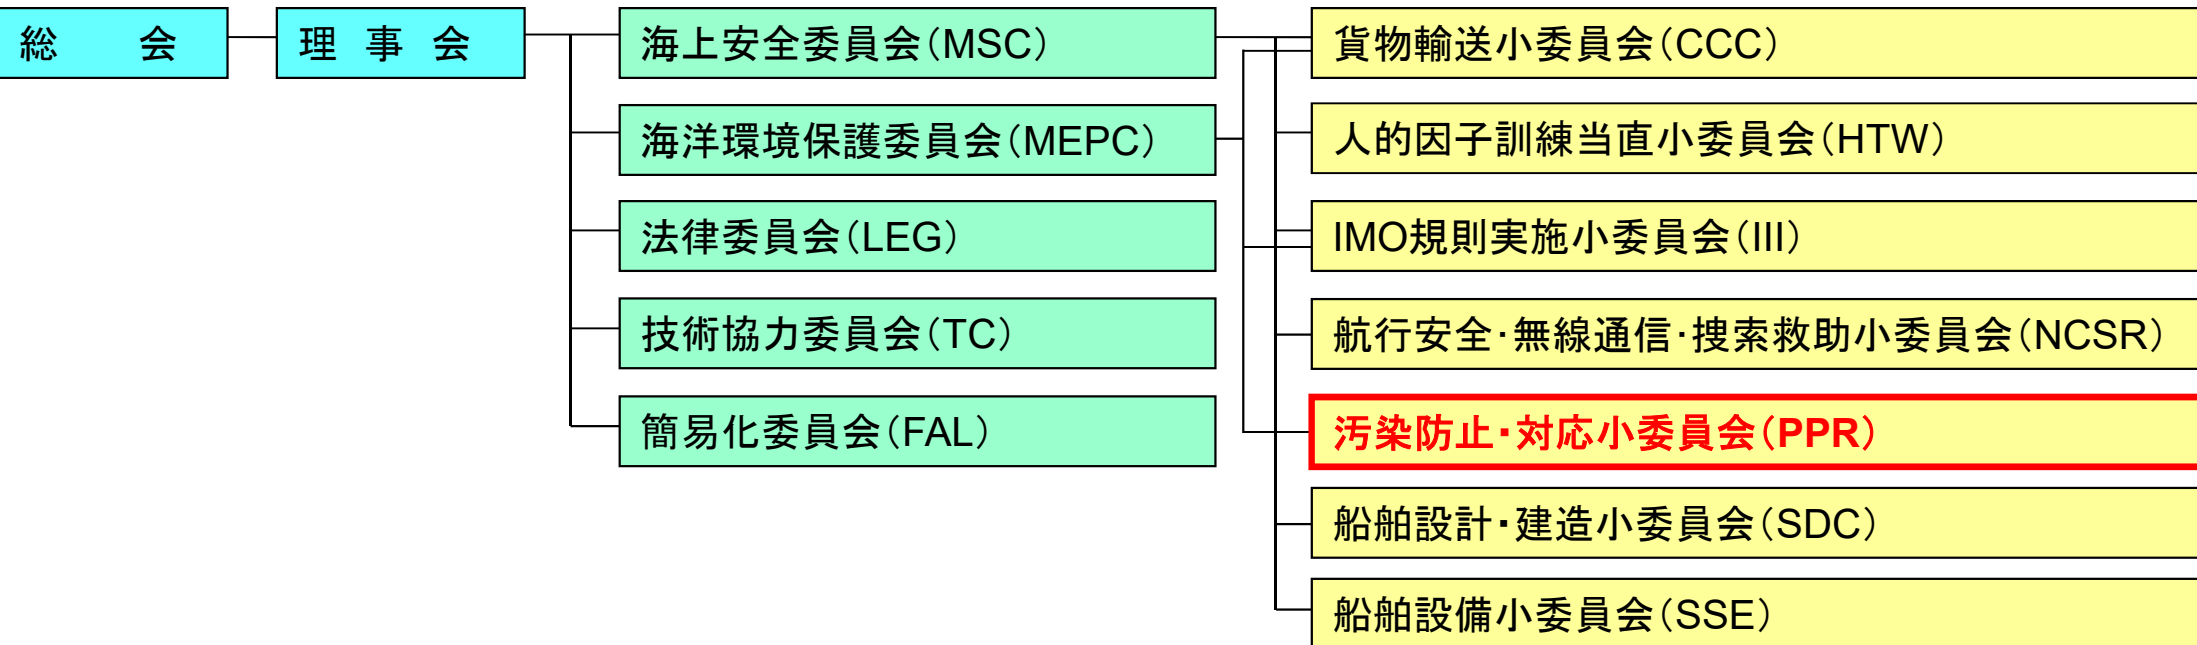 総 会
理 事 会
海上安全委員会(MSC)
海洋環境保護委員会(MEPC)
法律委員会(LEG)
技術協力委員会(TC)
簡易化委員会(FAL)
貨物輸送小委員会(CCC)
人的因子訓練当直小委員会(HTW)
IMO規則実施小委員会(III)
航行安全・無線通信・捜索救助小委員会(NCSR)
汚染防止・対応小委員会(PPR)
船舶設計・建造小委員会(SDC)
船舶設備小委員会(SSE)